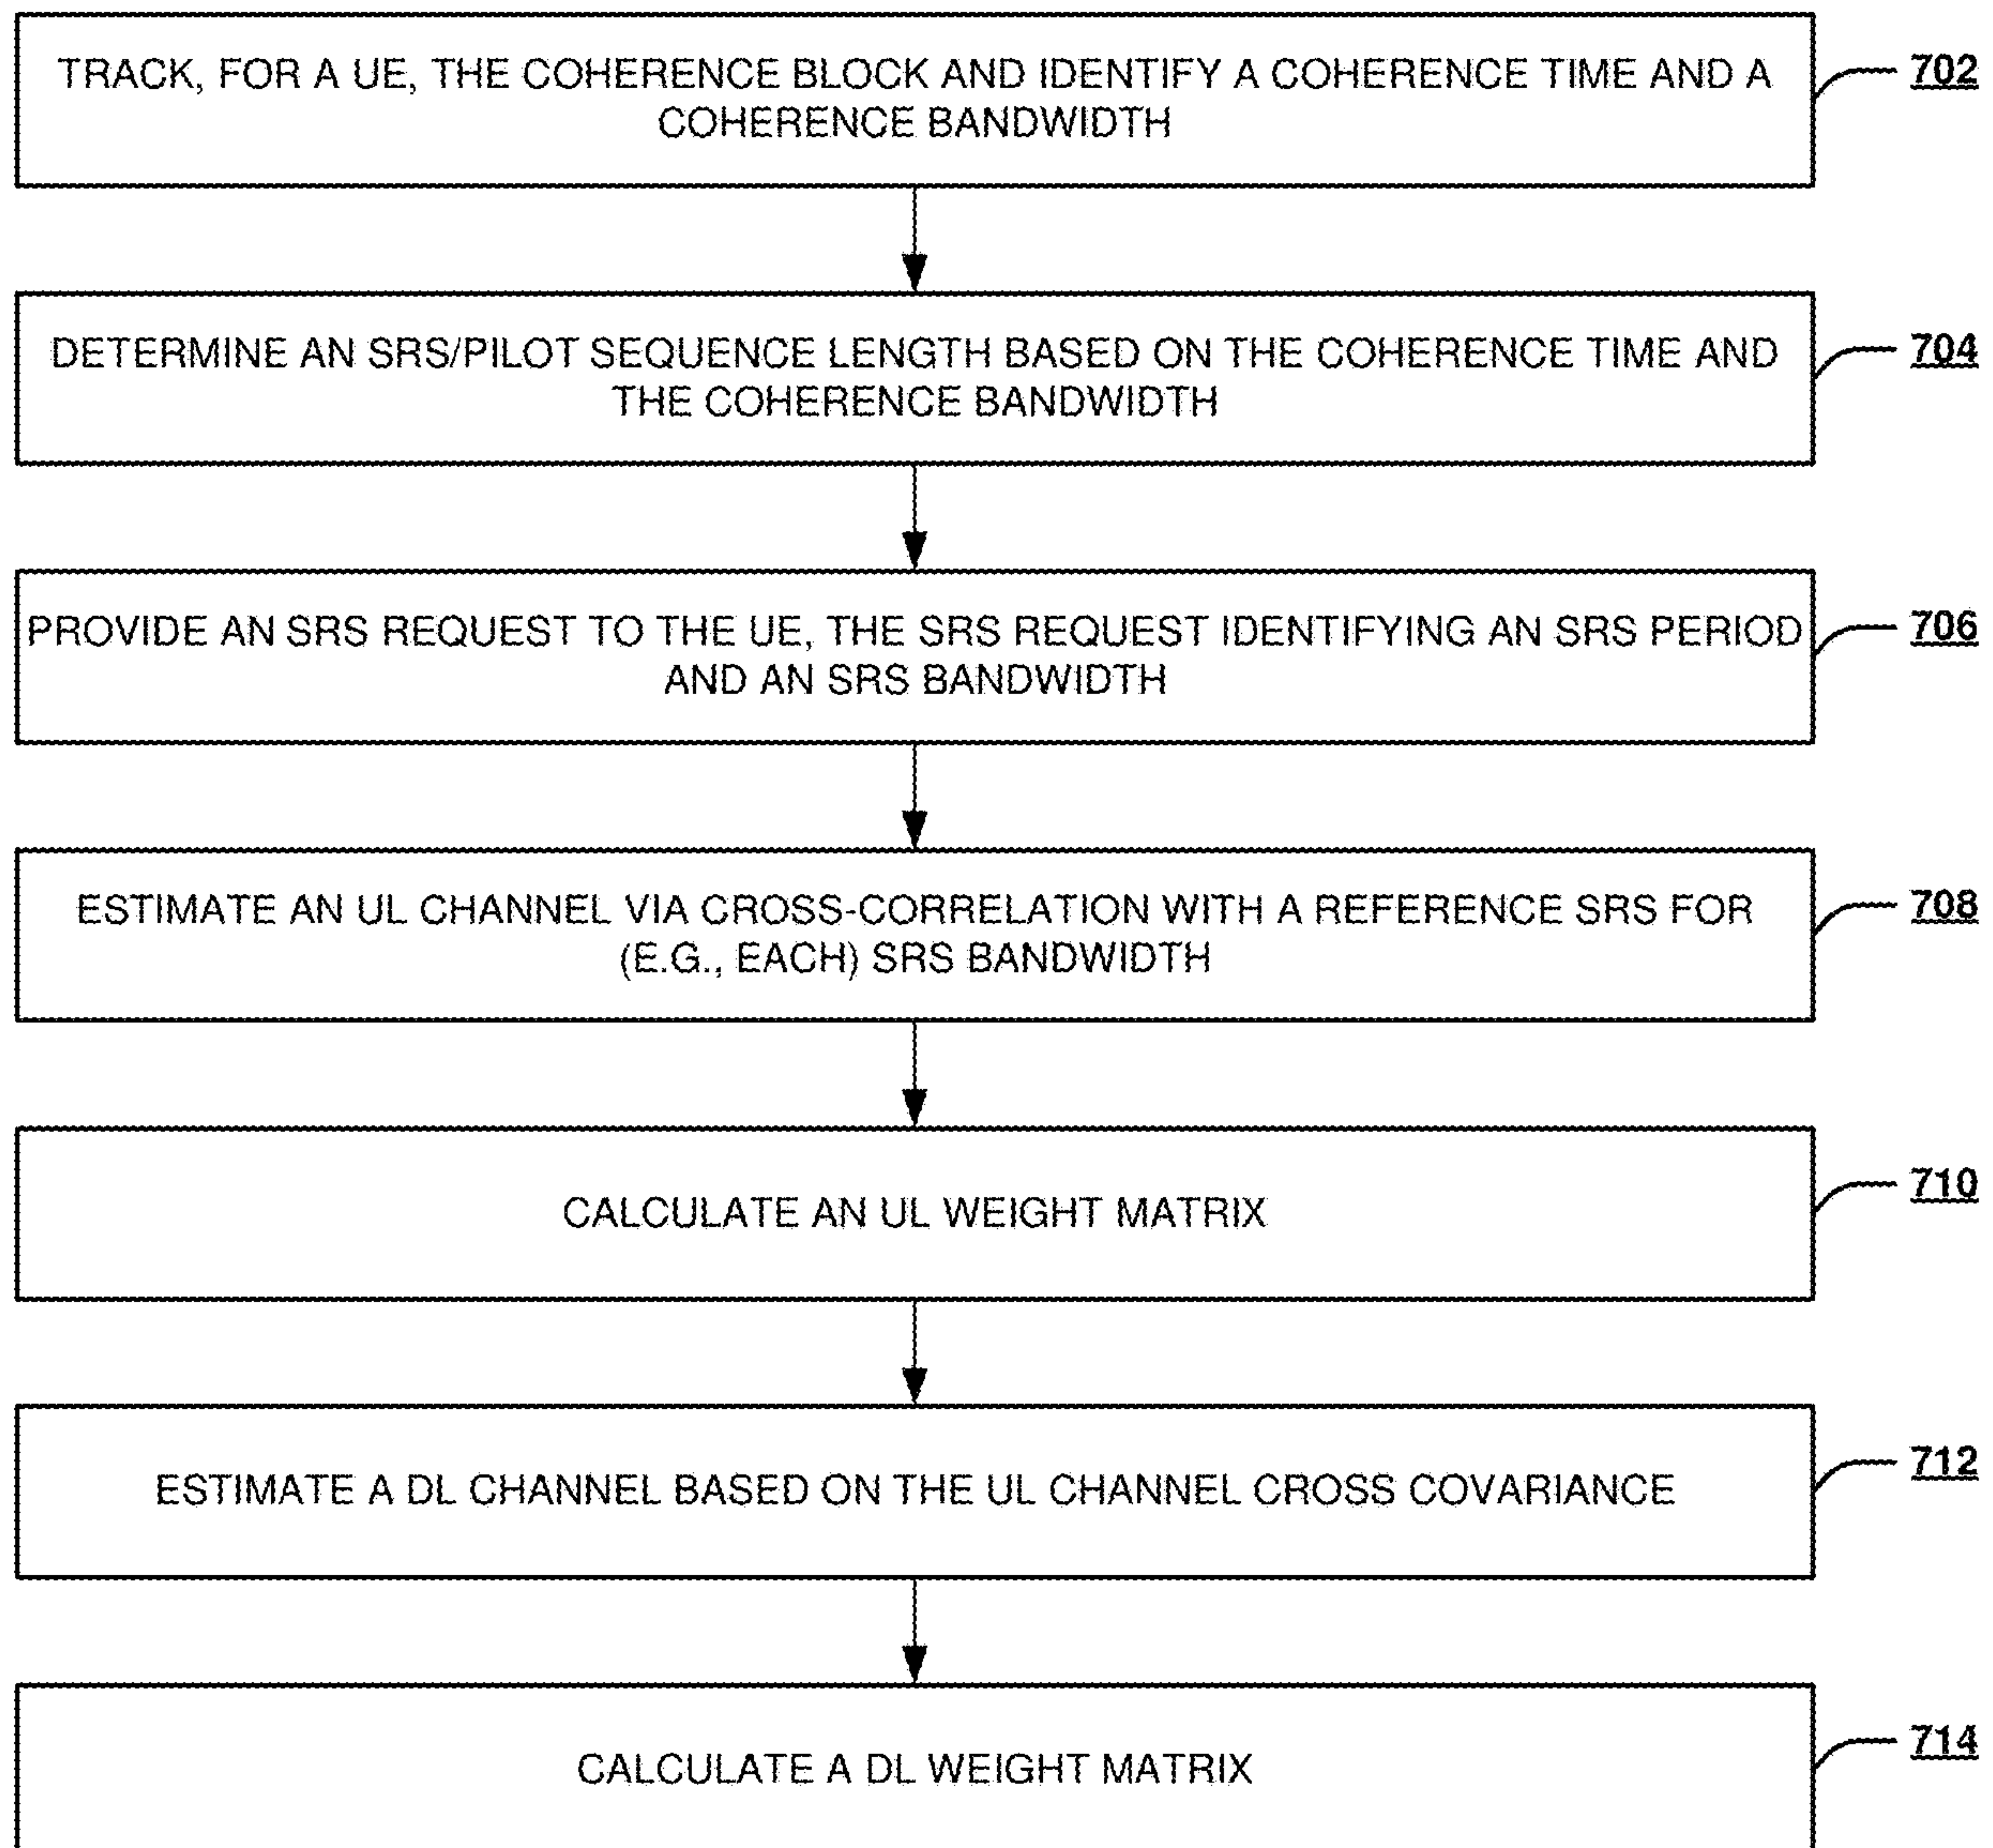 TRACK, FOR A UE, THE COHERENCE BLOCK AND IDENTIFY A COHERENCE TIME AND A
COHERENCE BANDWIDTH
702
DETERMINE AN SRS/PILOT SEQUENCE LENGTH BASED ON THE COHERENCE TIME AND
THE COHERENCE BANDWIDTH
704
PROVIDE AN SRS REQUEST TO THE UE, THE SRS REQUEST IDENTIFYING AN SRS PERIOD
AND AN SRS BANDWIDTH
706
ESTIMATE AN UL CHANNEL VIA CROSS-CORRELATION WITH A REFERENCE SRS FOR
(E.G., EACH) SRS BANDWIDTH
708
CALCULATE AN UL WEIGHT MATRIX
710
ESTIMATE A DL CHANNEL BASED ON THE UL CHANNEL CROSS COVARIANCE
712
CALCULATE A DL WEIGHT MATRIX
714